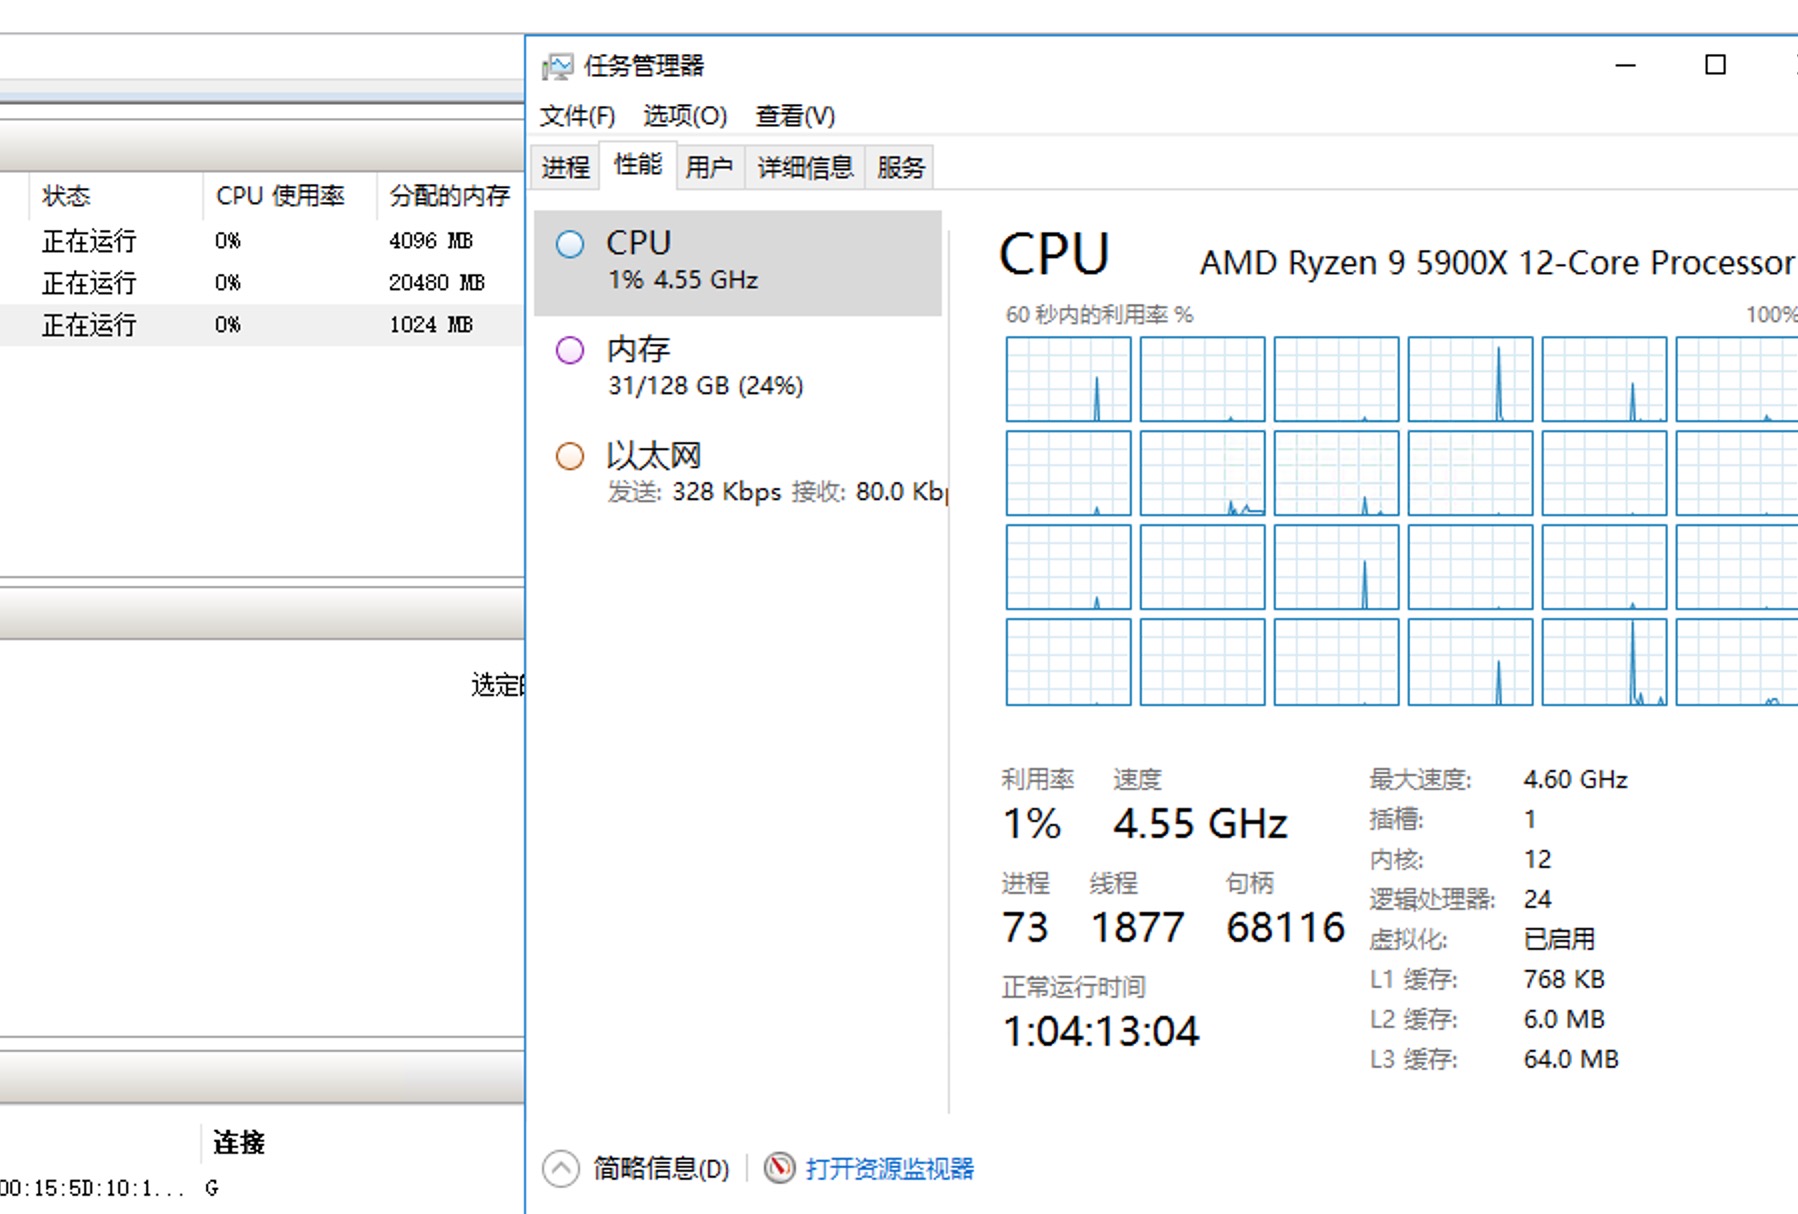 任务管理器
文件(F) 选项(O) 查看(V)
进程 性能 用户 详细信息 服务
状态 CPU 使用率 分配的内存
正在运行 0% 4096 MB
正在运行 0% 20480 MB
正在运行 0% 1024 MB
选定
连接
00:15:5D:10:1... G
CPU
1% 4.55 GHz
内存
31/128 GB (24%)
以太网
发送: 328 Kbps 接收: 80.0
CPU AMD Ryzen 9 5900X 12-Core Processor
60 秒内的利用率 % 100%
利用率 速度
1% 4.55 GHz
进程 线程 句柄
73 1877 68116
正常运行时间
1:04:13:04
最大速度: 4.60 GHz
插槽: 1
内核: 12
逻辑处理器: 24
虚拟化: 已启用
L1 缓存: 768 KB
L2 缓存: 6.0 MB
L3 缓存: 64.0 MB
简略信息(D) 打开资源监视器